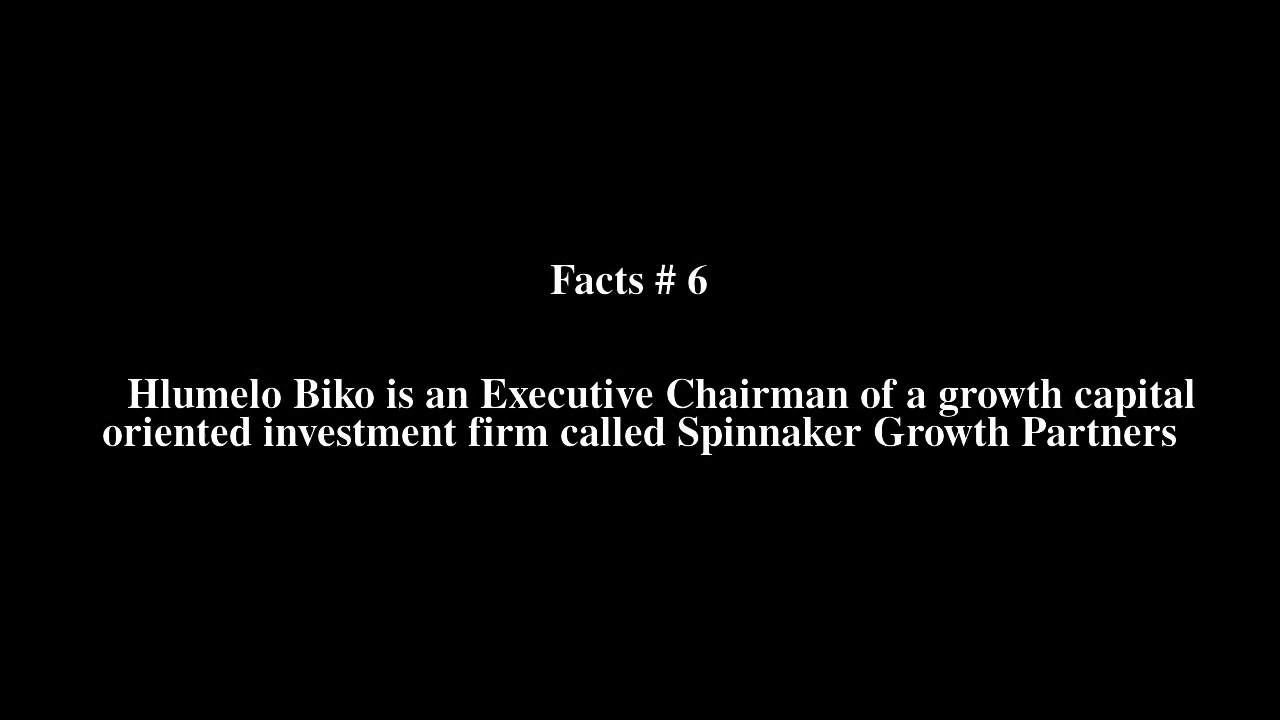 Facts # 6
Hlumelo Biko is an Executive Chairman of a growth capital
oriented investment firm called Spinnaker Growth Partners